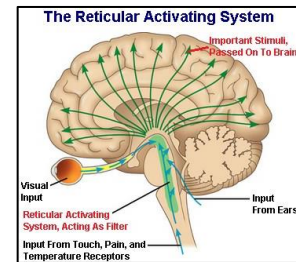 The Reticular Activating System
Important Stimuli,
Passed On To Brain
Visual
Input
Reticular Activating
System, Acting As Filter
Input
From Ears
Input From Touch, Pain, and
Temperature Receptors